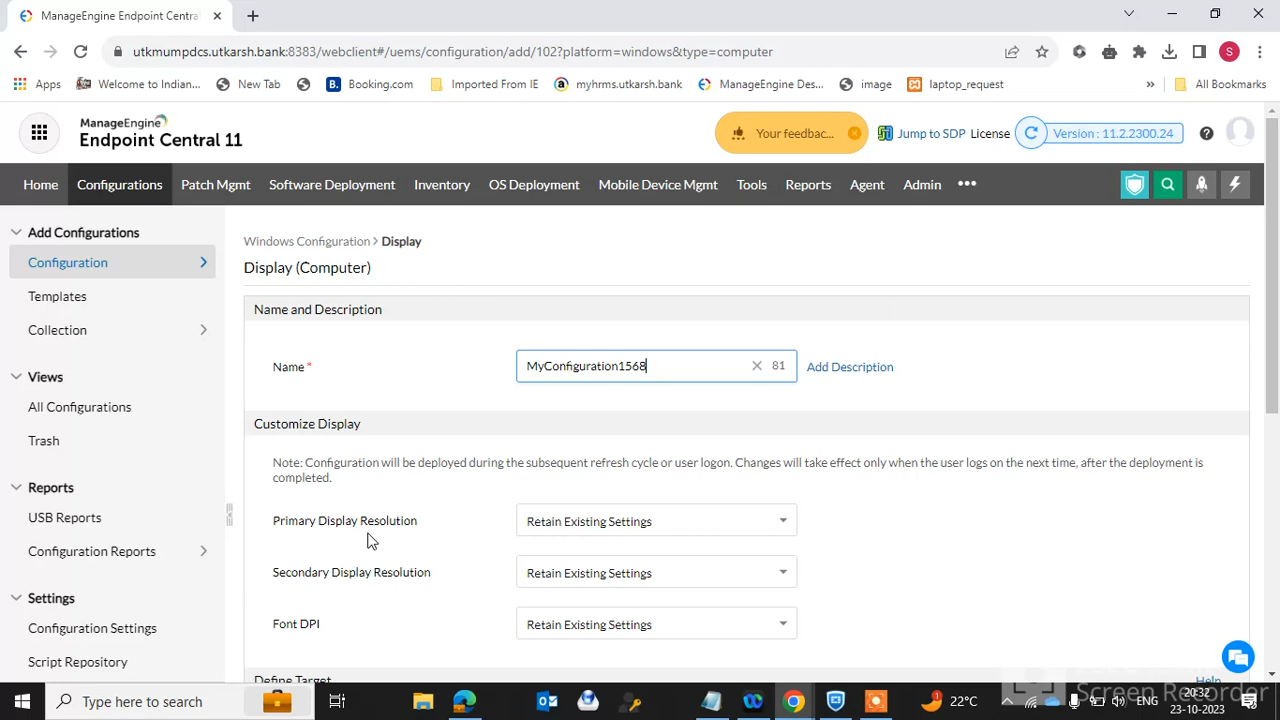 ManageEngine Endpoint Central
utkmumpdcs.utkarsh.bank:8383/webclient#/uems/configuration/add/102?platform=windows&type=computer
S
Apps
Welcome to Indian...
New Tab
B Booking.com
Imported From IE
a myhrms.utkarsh.bank
ManageEngine Des...
image
laptop_request
»
All Bookmarks
ManageEngine
Endpoint Central 11
Your feedbac...
Jump to SDP
License
Version : 11.2.2300.24
Home
Configurations
Patch Mgmt
Software Deployment
Inventory
OS Deployment
Mobile Device Mgmt
Tools
Reports
Agent
Admin
Add Configurations
Configuration
Templates
Collection
Views
All Configurations
Trash
Reports
USB Reports
Configuration Reports
Settings
Configuration Settings
Script Repository
Windows Configuration > Display
Display (Computer)
Name and Description
Name *
MyConfiguration1568
81
Add Description
Customize Display
Note: Configuration will be deployed during the subsequent refresh cycle or user logon. Changes will take effect only when the user logs on the next time, after the deployment is
completed.
Primary Display Resolution
Retain Existing Settings
Secondary Display Resolution
Retain Existing Settings
Font DPI
Retain Existing Settings
Define Target
Help
Type here to search
22°C
20:32
23-10-2023
Screen Recorder